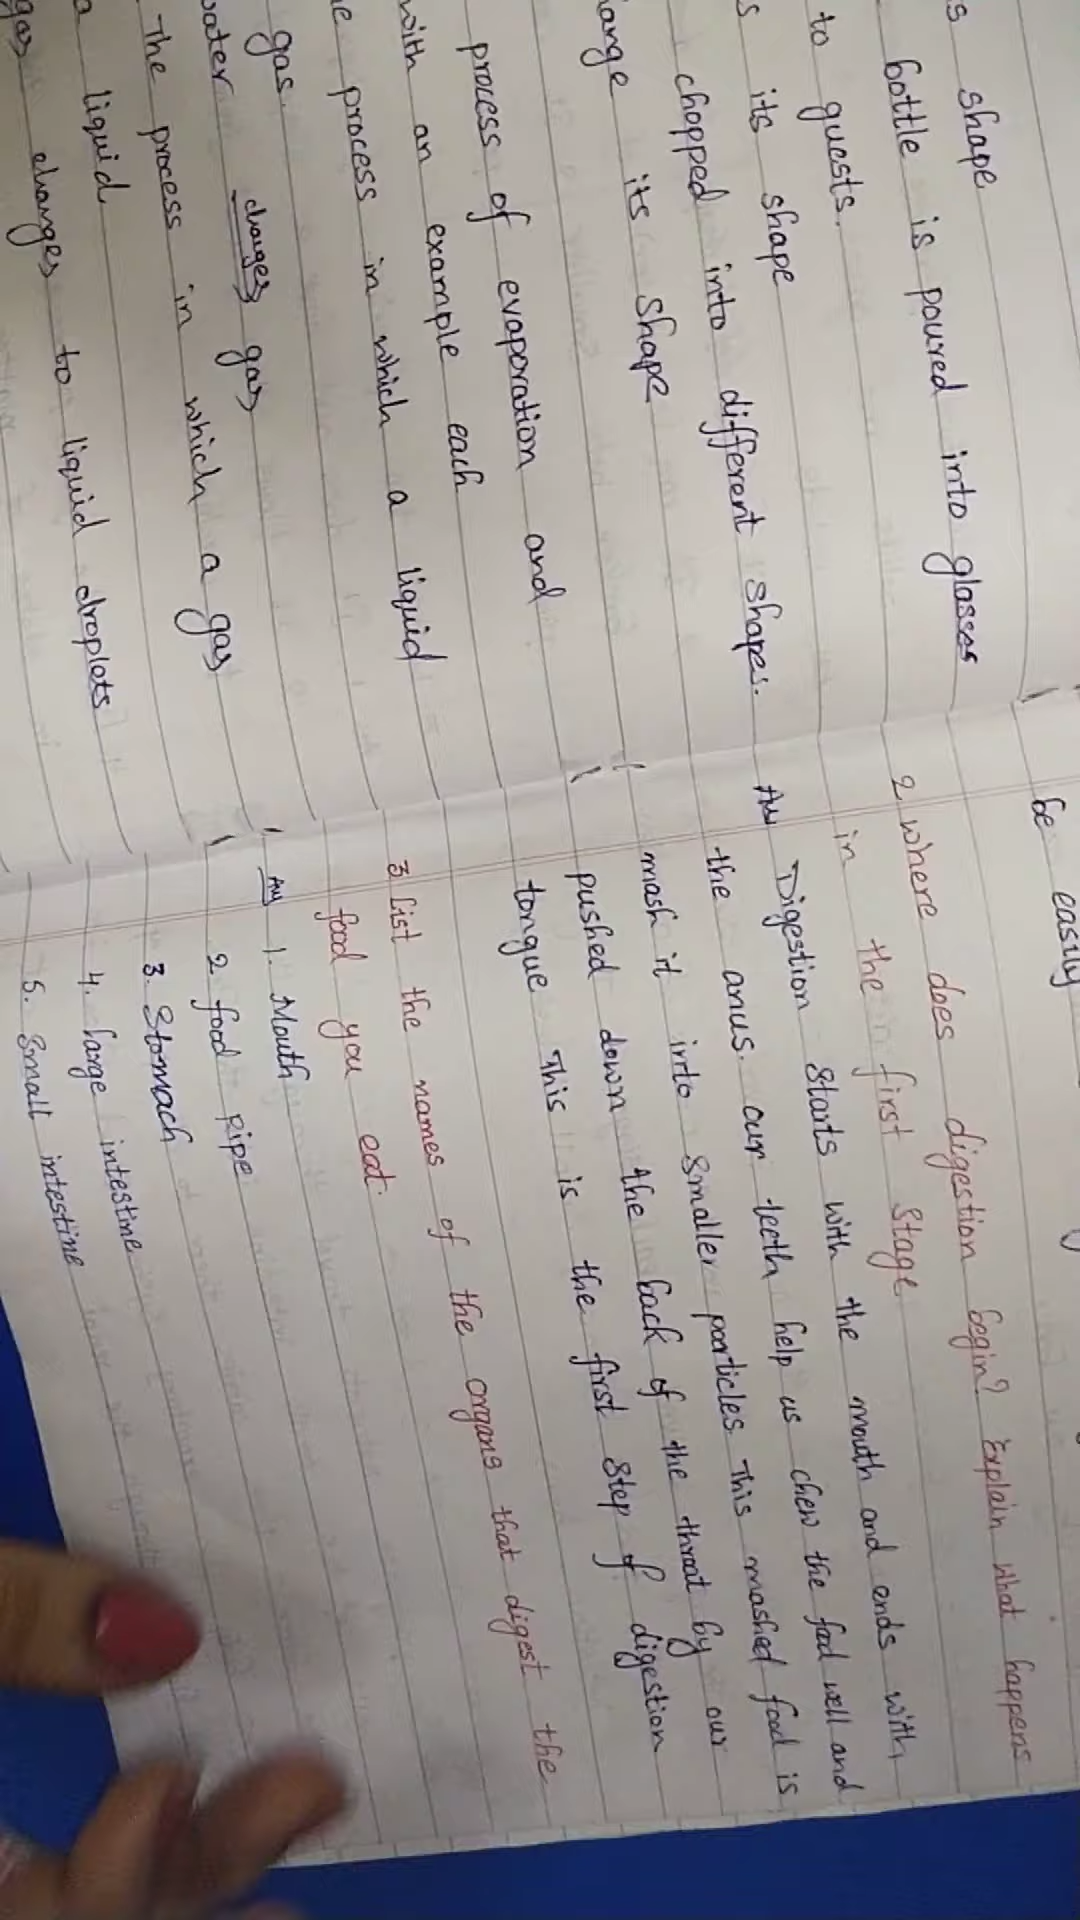 s shape
bottle is poured into glasses
to guests.
s its shape
chopped into different shapes.
ange its shape
process of evaporation and
with an example each
e process in which a liquid
gas.
water changes gas
The process in which a gas
a liquid
gas changes to liquid droplets
be easily
2 where does digestion begin? Explain what happens
in the first stage
Ans Digestion starts with the mouth and ends with
the anus. our teeth help us chew the food well and
mash it into smaller particles. This mashed food is
pushed down the back of the throat by our
tongue This is the first step of digestion
3 List the names of the organs that digest the
food you eat.
Ans 1. Mouth
2. food pipe
3. Stomach
4. Large intestine
5. Small intestine